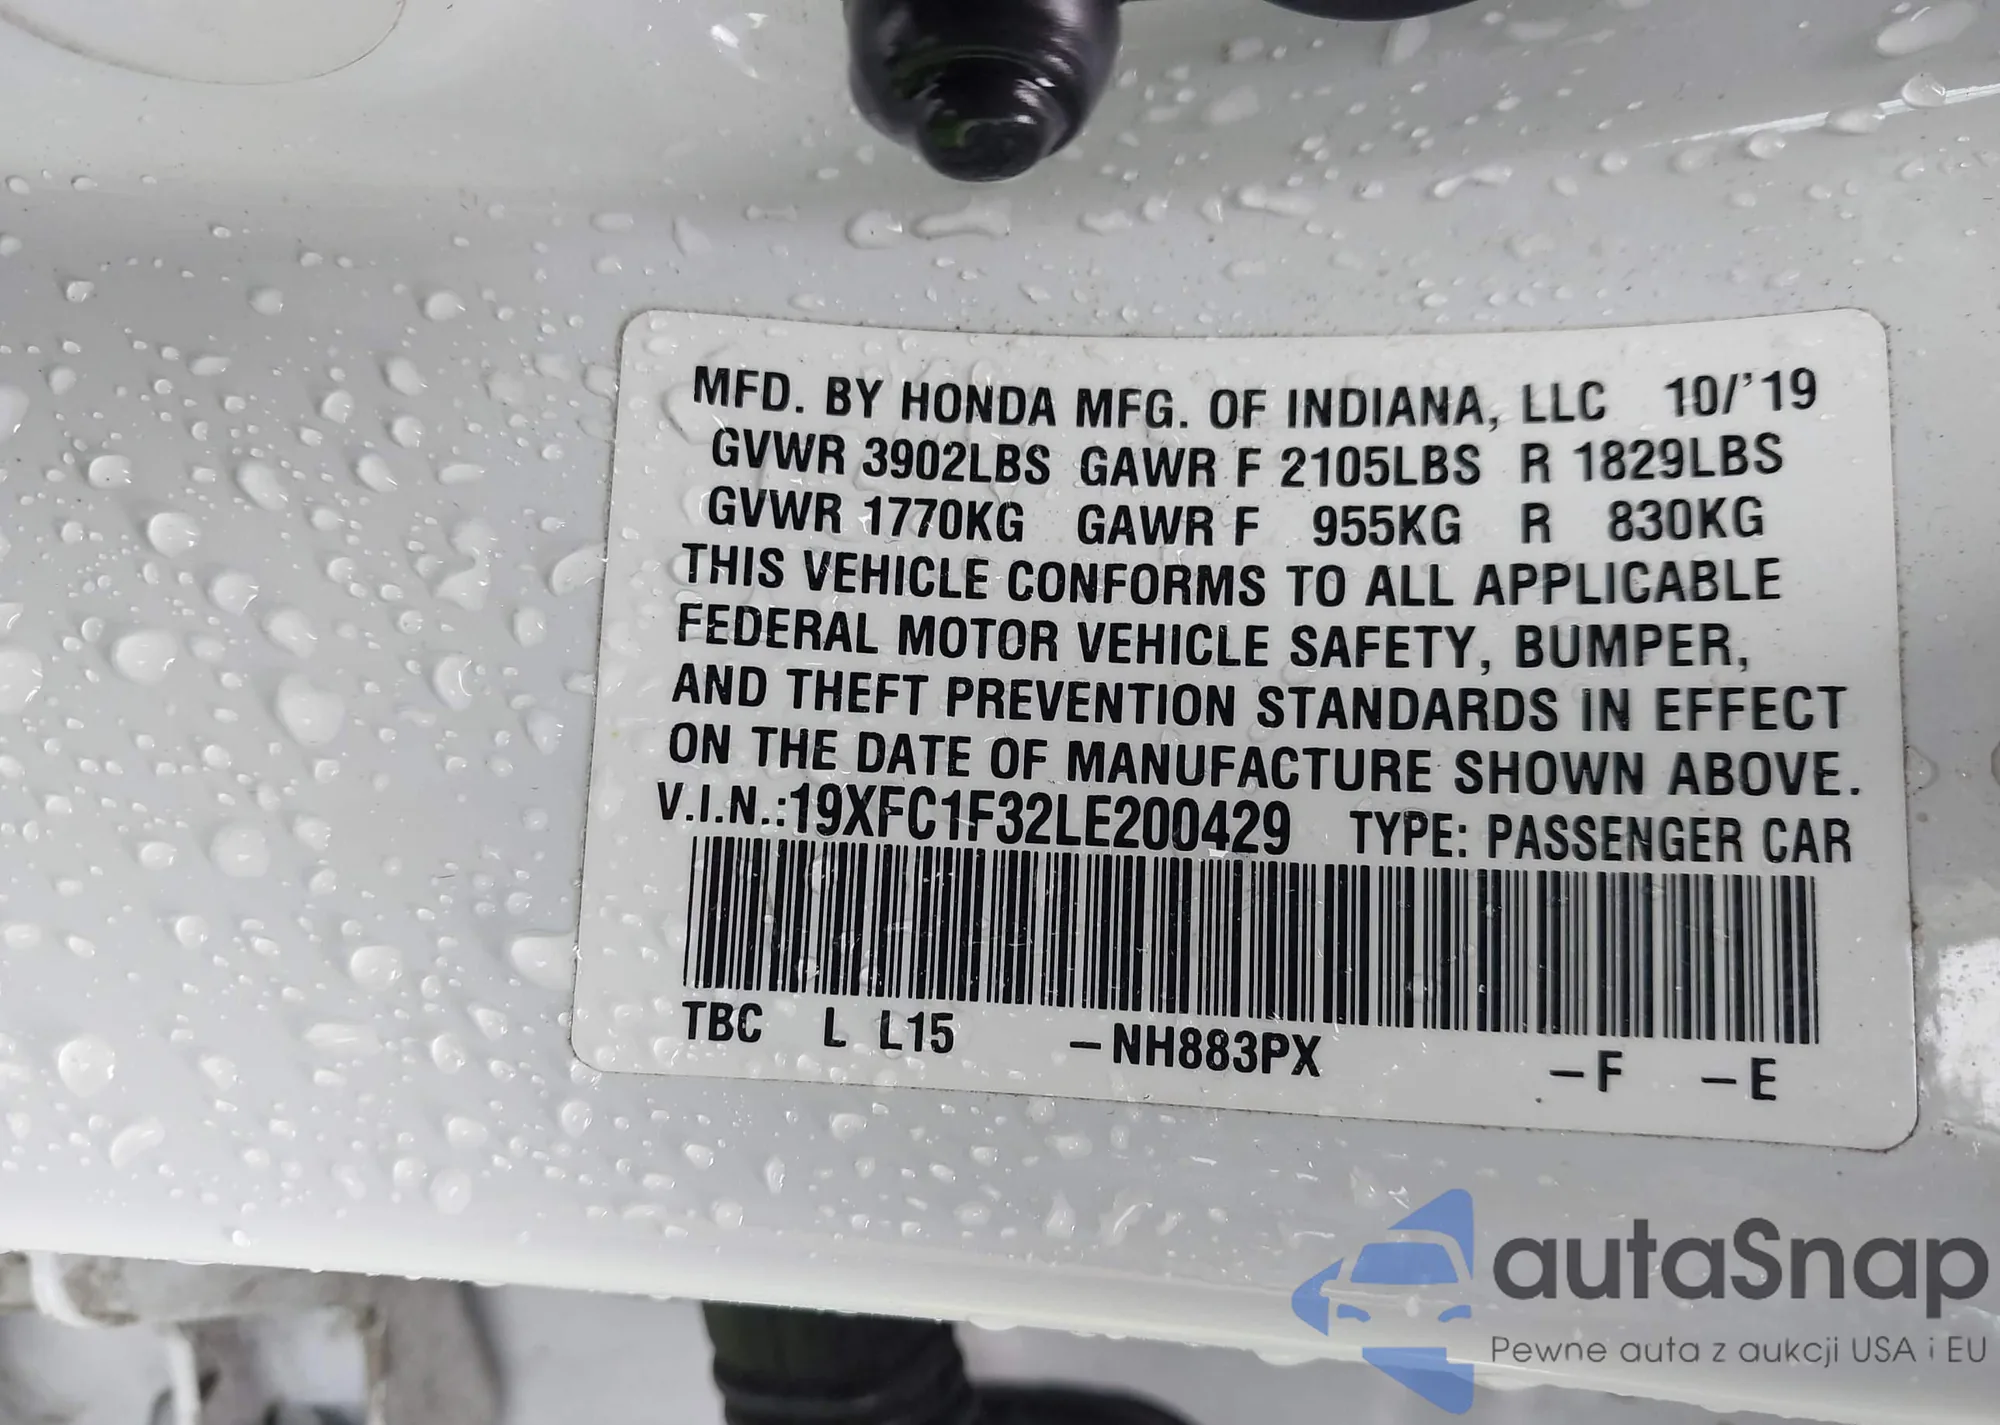 MFD. BY HONDA MFG. OF INDIANA, LLC 10/'19
GVWR 3902LBS GAWR F 2105LBS R 1829LBS
GVWR 1770KG GAWR F 955KG R 830KG
THIS VEHICLE CONFORMS TO ALL APPLICABLE
FEDERAL MOTOR VEHICLE SAFETY, BUMPER,
AND THEFT PREVENTION STANDARDS IN EFFECT
ON THE DATE OF MANUFACTURE SHOWN ABOVE.
V.I.N.:19XFC1F32LE200429 TYPE: PASSENGER CAR
TBC L L15 –NH883PX –F –E
autaSnap
Pewne auta z aukcji USA i EU